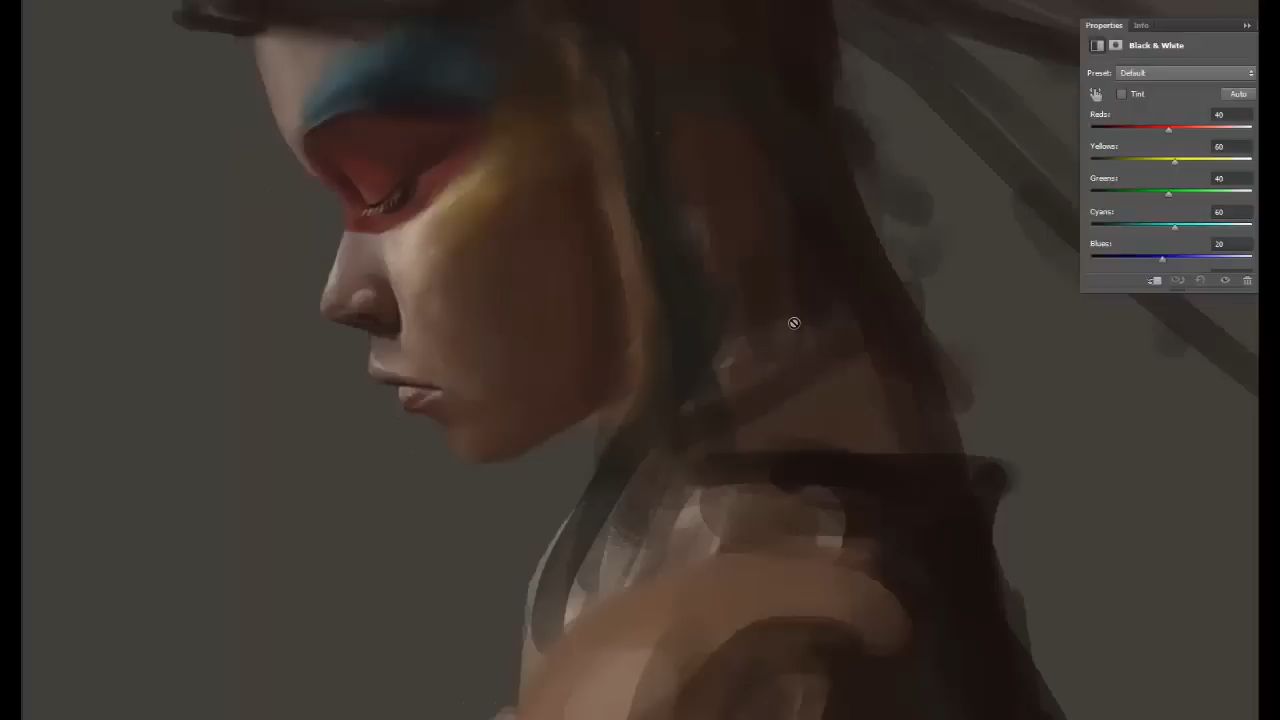 Properties Info
Black & White
Preset: Default
Tint Auto
Reds: 40
Yellows: 60
Greens: 40
Cyans: 60
Blues: 20